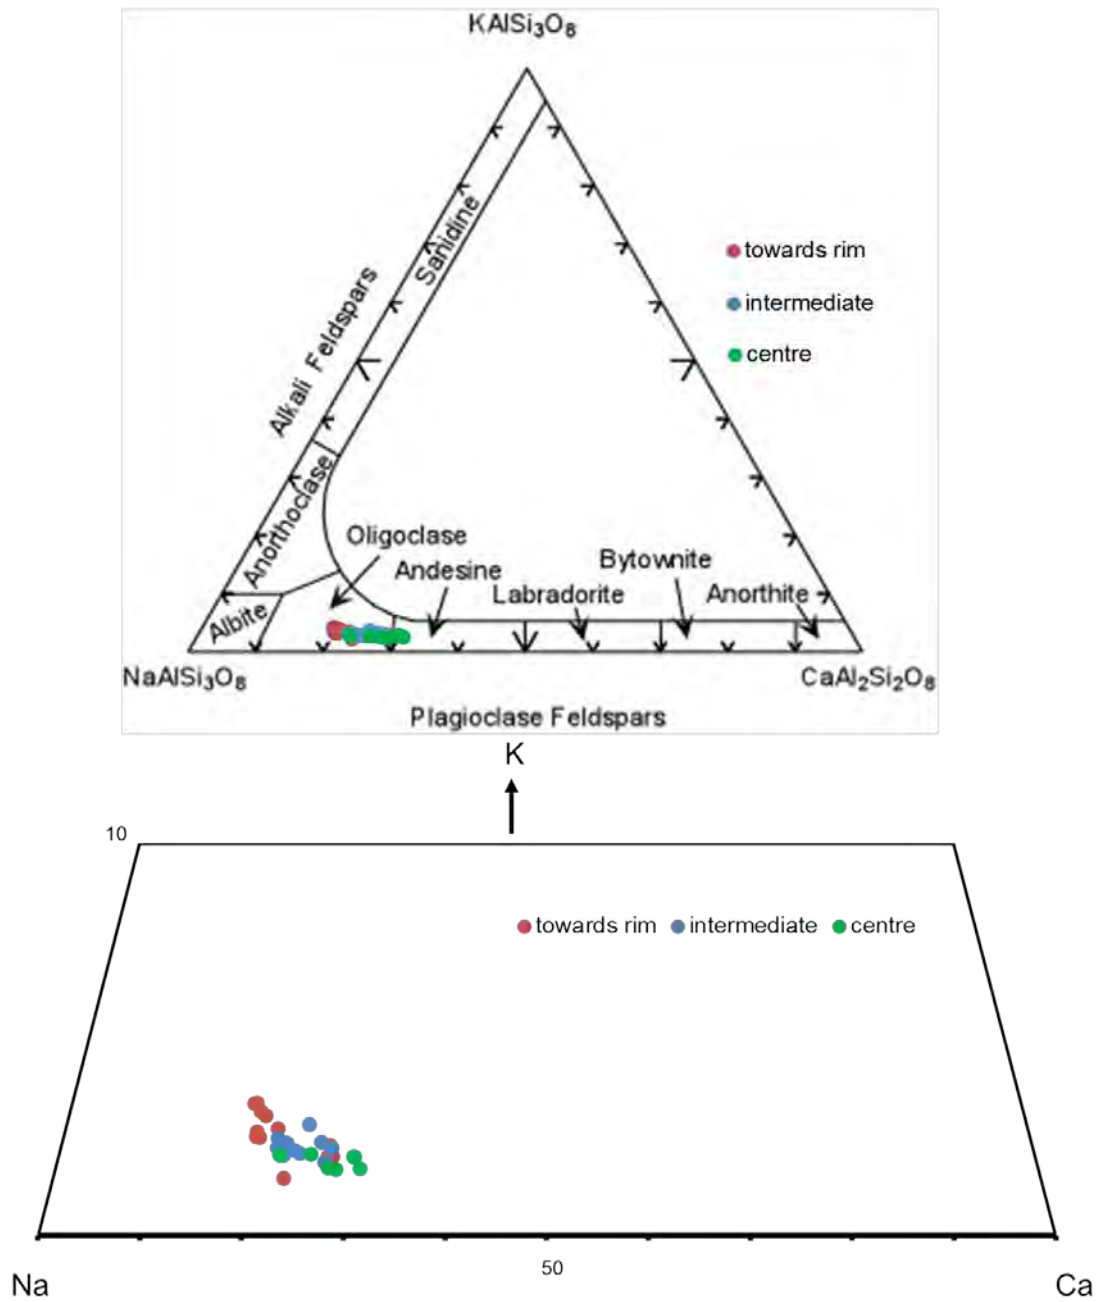 KAlSi₃O₈
Sanidine
Alkali Feldspars
towards rim
intermediate
centre
Anorthoclase
Oligoclase
Andesine
Bytownite
Labradorite
Anorthite
Albite
NaAlSi₃O₈
CaAl₂Si₂O₈
Plagioclase Feldspars
K
10
towards rim intermediate centre
50
Na
Ca